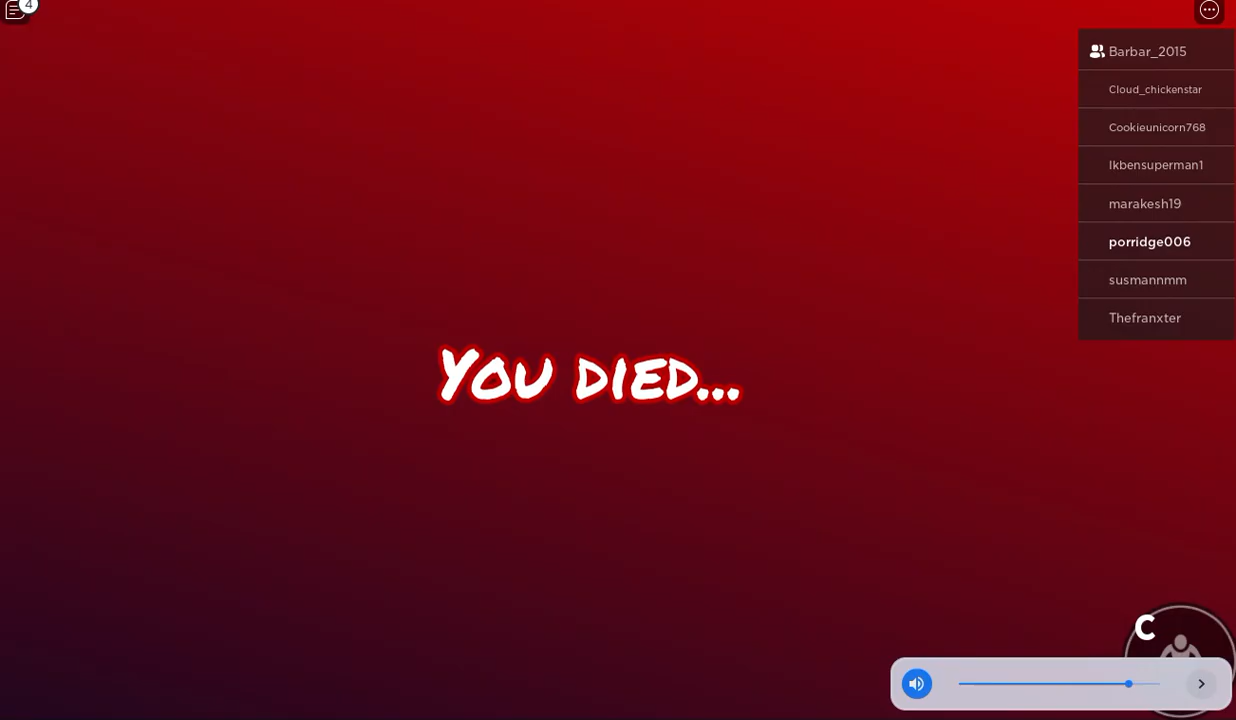 4
Barbar_2015
Cloud_chickenstar
Cookieunicorn768
Ikbensuperman1
marakesh19
porridge006
susmannmm
Thefranxter
You died...
C